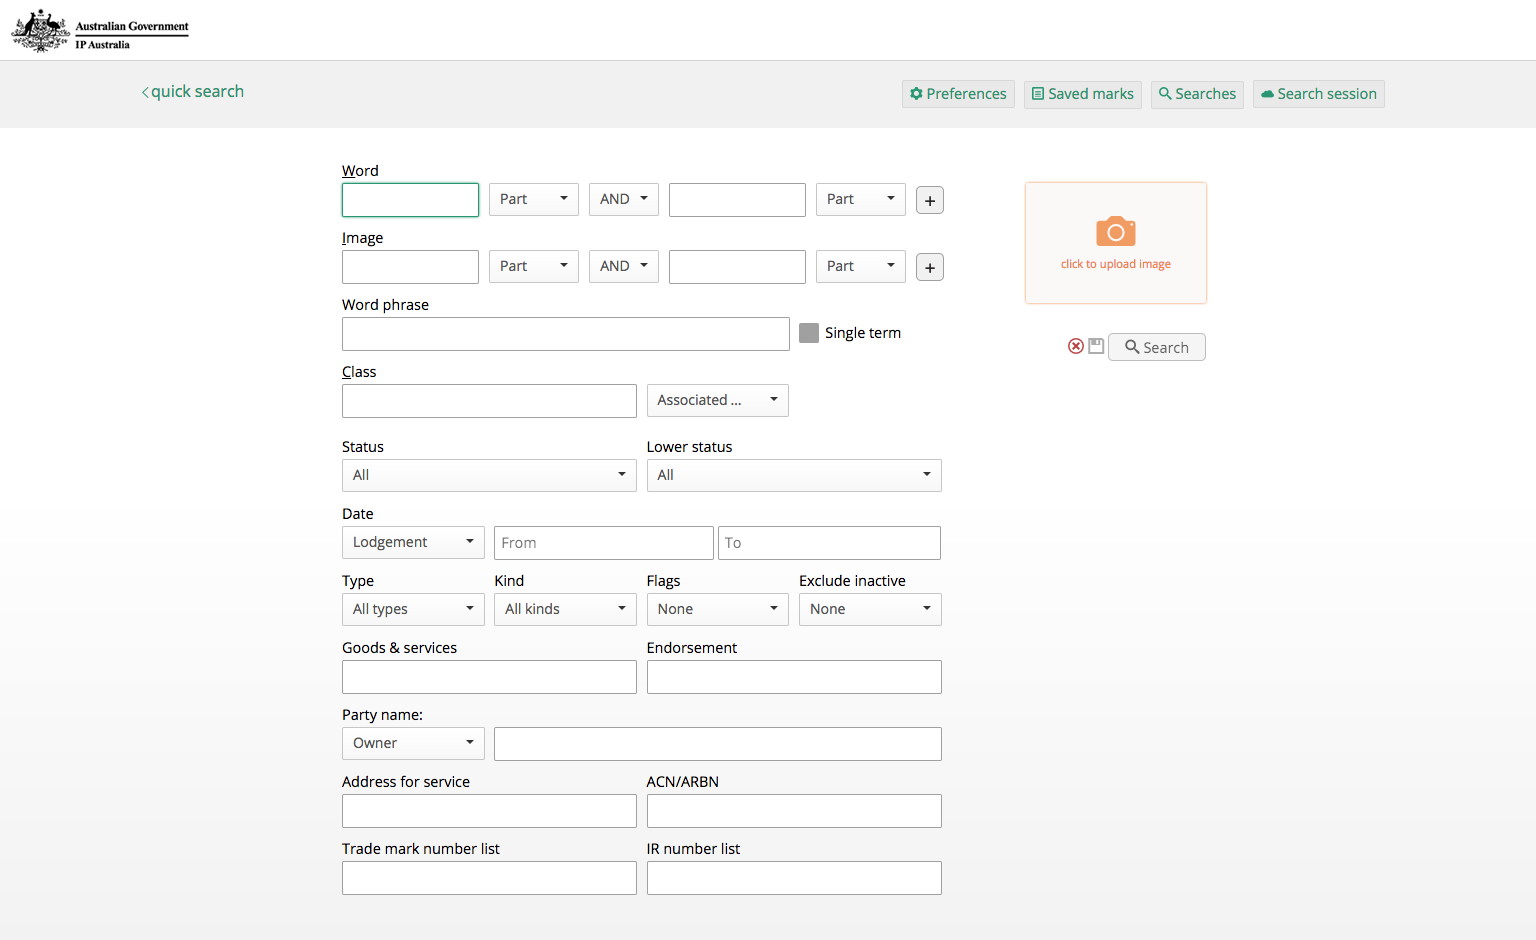 Australian Government
IP Australia
quick search
Preferences
Saved marks
Searches
Search session
Word
Part
AND
Part
+
Image
Part
AND
Part
+
click to upload image
Word phrase
Single term
Search
Class
Associated ...
Status
Lower status
All
All
Date
Lodgement
From
To
Type
Kind
Flags
Exclude inactive
All types
All kinds
None
None
Goods & services
Endorsement
Party name:
Owner
Address for service
ACN/ARBN
Trade mark number list
IR number list